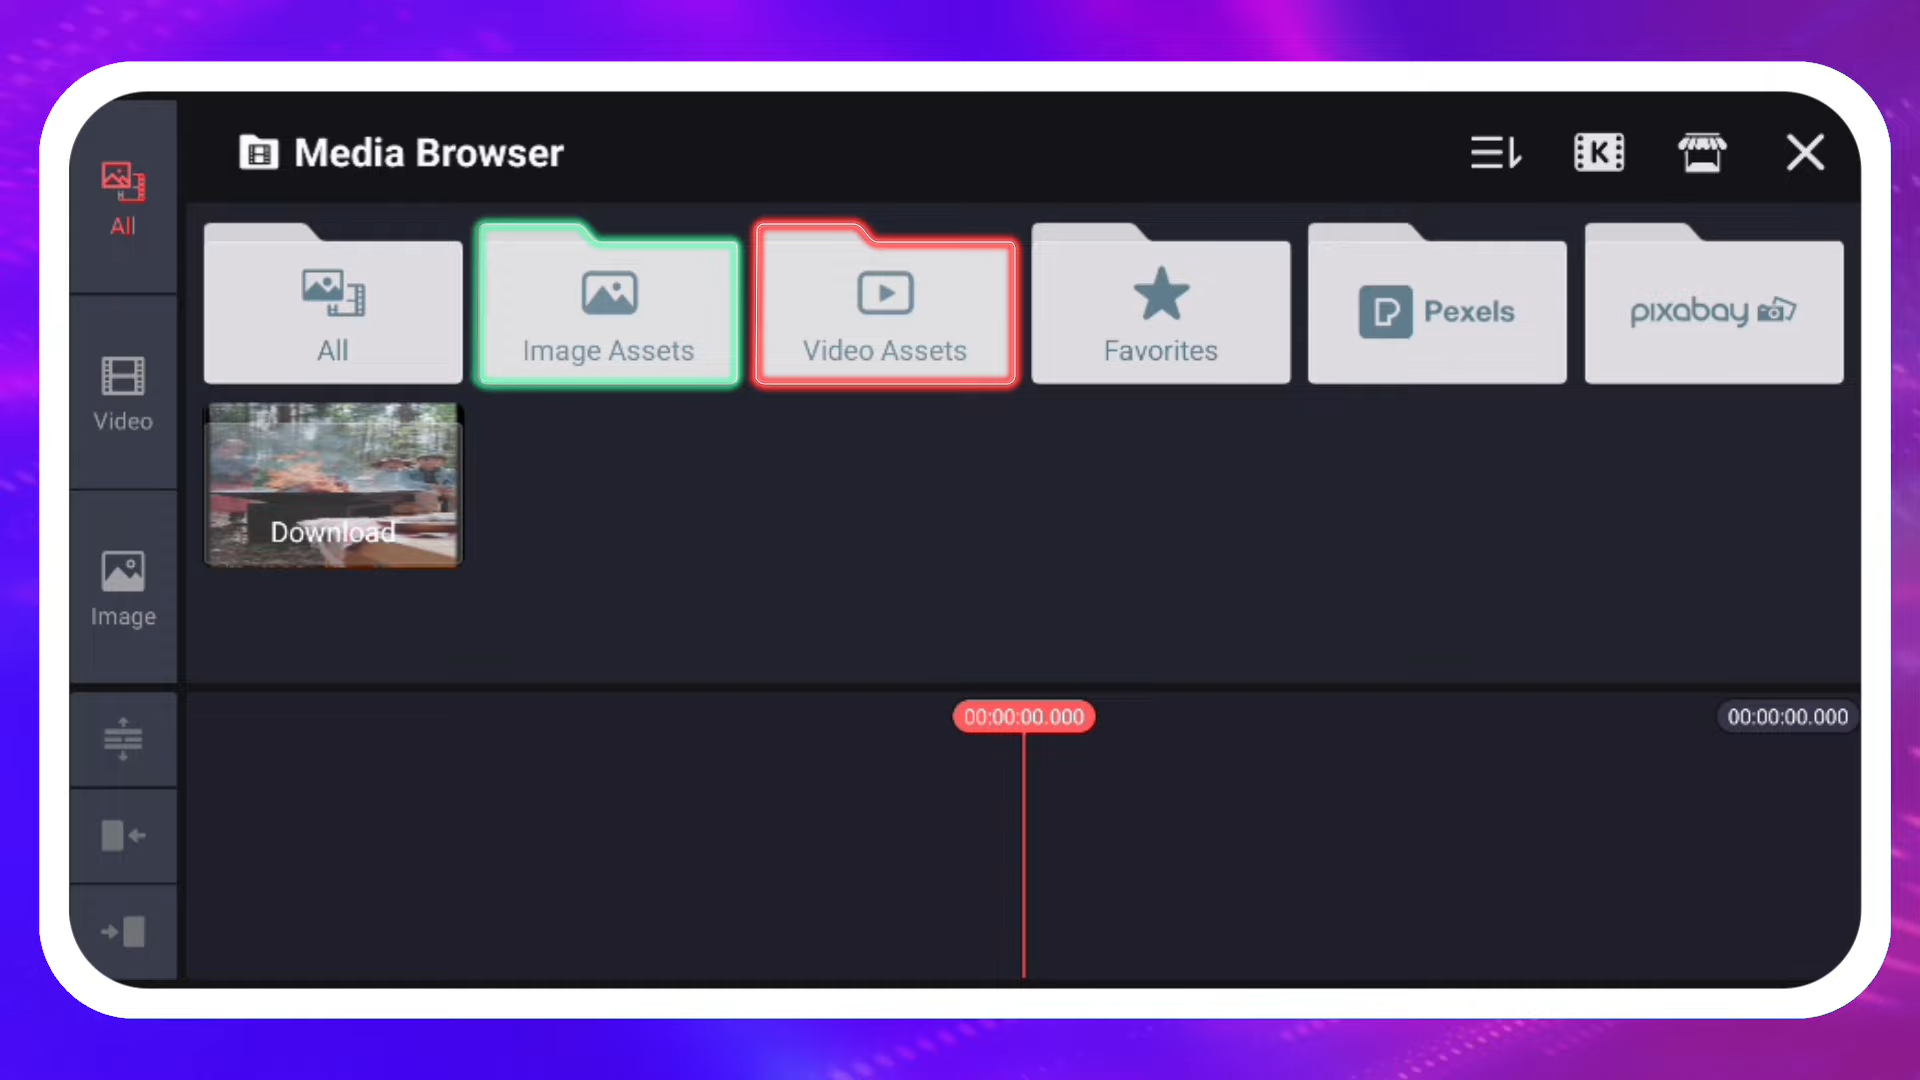 Media Browser
K
All
Video
Image
All
Image Assets
Video Assets
Favorites
Pexels
pixabay
Download
00:00:00.000
00:00:00.000